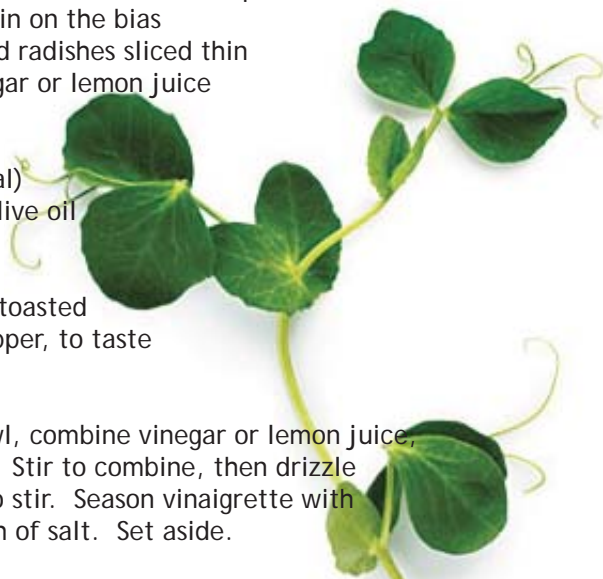 in on the bias
d radishes sliced thin
gar or lemon juice
al)
live oil
toasted
pper, to taste
wl, combine vinegar or lemon juice,
Stir to combine, then drizzle
o stir. Season vinaigrette with
h of salt. Set aside.